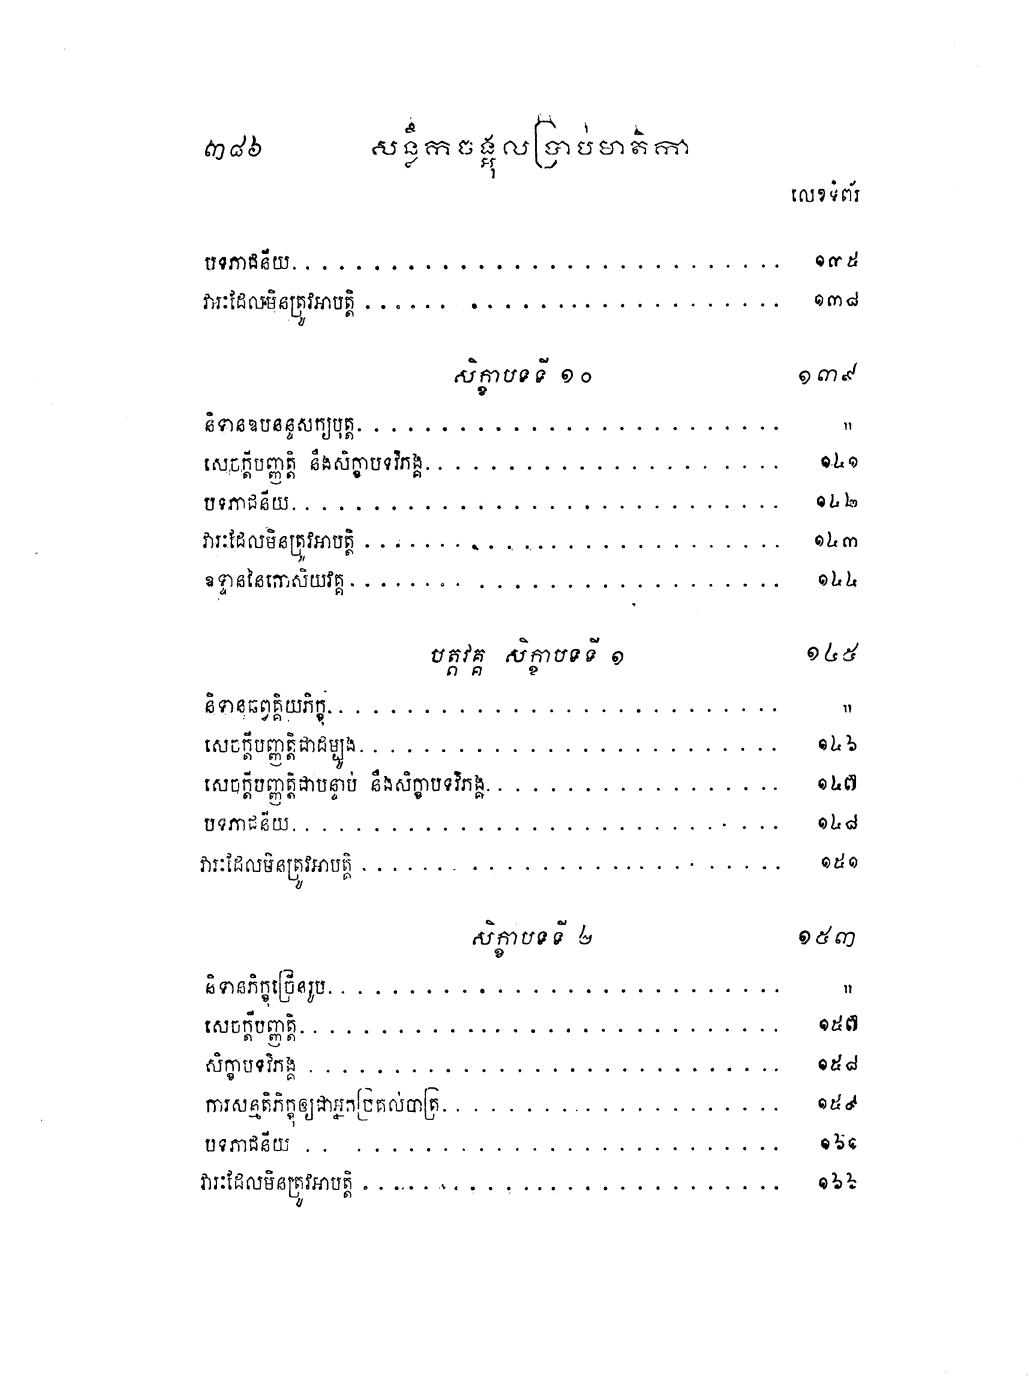 ៣៨៦ សន្លឹកចង្អុលប្រាប់មាតិកា
លេខទំព័រ
បទភាជនីយ. . . . . . . . . . . . . . . . . . . . . . . . . . . . ១៣៥
វារៈដែលមិនត្រូវអាបត្តិ . . . . . . . . . . . . . . . . . . . . . . . . ១៣៨
សិក្ខាបទទី ១០ ១៣៩
និទានឧបនន្ទសក្យបុត្ត. . . . . . . . . . . . . . . . . . . . . . . . "
សេចក្តីបញ្ញត្តិ នឹងសិក្ខាបទវិភង្គ. . . . . . . . . . . . . . . . . . . . ១៤១
បទភាជនីយ. . . . . . . . . . . . . . . . . . . . . . . . . . . . ១៤២
វារៈដែលមិនត្រូវអាបត្តិ . . . . . . . . . . . . . . . . . . . . . . . . ១៤៣
ឧទ្ទាននៃកោសិយវគ្គ. . . . . . . . . . . . . . . . . . . . . . . . ១៤៤
បត្តវគ្គ សិក្ខាបទទី ១ ១៤៥
និទានឆព្វគ្គិយភិក្ខុ. . . . . . . . . . . . . . . . . . . . . . . . . . "
សេចក្តីបញ្ញត្តិជាដម្បូង. . . . . . . . . . . . . . . . . . . . . . . . ១៤៦
សេចក្តីបញ្ញត្តិជាបន្ទាប់ នឹងសិក្ខាបទវិភង្គ. . . . . . . . . . . . . . . . . ១៤៧
បទភាជនីយ. . . . . . . . . . . . . . . . . . . . . . . . . . . . ១៤៨
វារៈដែលមិនត្រូវអាបត្តិ . . . . . . . . . . . . . . . . . . . . . . . . ១៥១
សិក្ខាបទទី ២ ១៥៣
និទានភិក្ខុច្រើនរូប. . . . . . . . . . . . . . . . . . . . . . . . . . "
សេចក្តីបញ្ញត្តិ. . . . . . . . . . . . . . . . . . . . . . . . . . . . ១៥៧
សិក្ខាបទវិភង្គ . . . . . . . . . . . . . . . . . . . . . . . . . . . ១៥៨
ការសន្មតិភិក្ខុឲ្យជាអ្នកប្រគល់បាត្រ. . . . . . . . . . . . . . . . . . . . ១៥៩
បទភាជនីយ . . . . . . . . . . . . . . . . . . . . . . . . . . . ១៦១
វារៈដែលមិនត្រូវអាបត្តិ . . . . . . . . . . . . . . . . . . . . . . . . ១៦៦